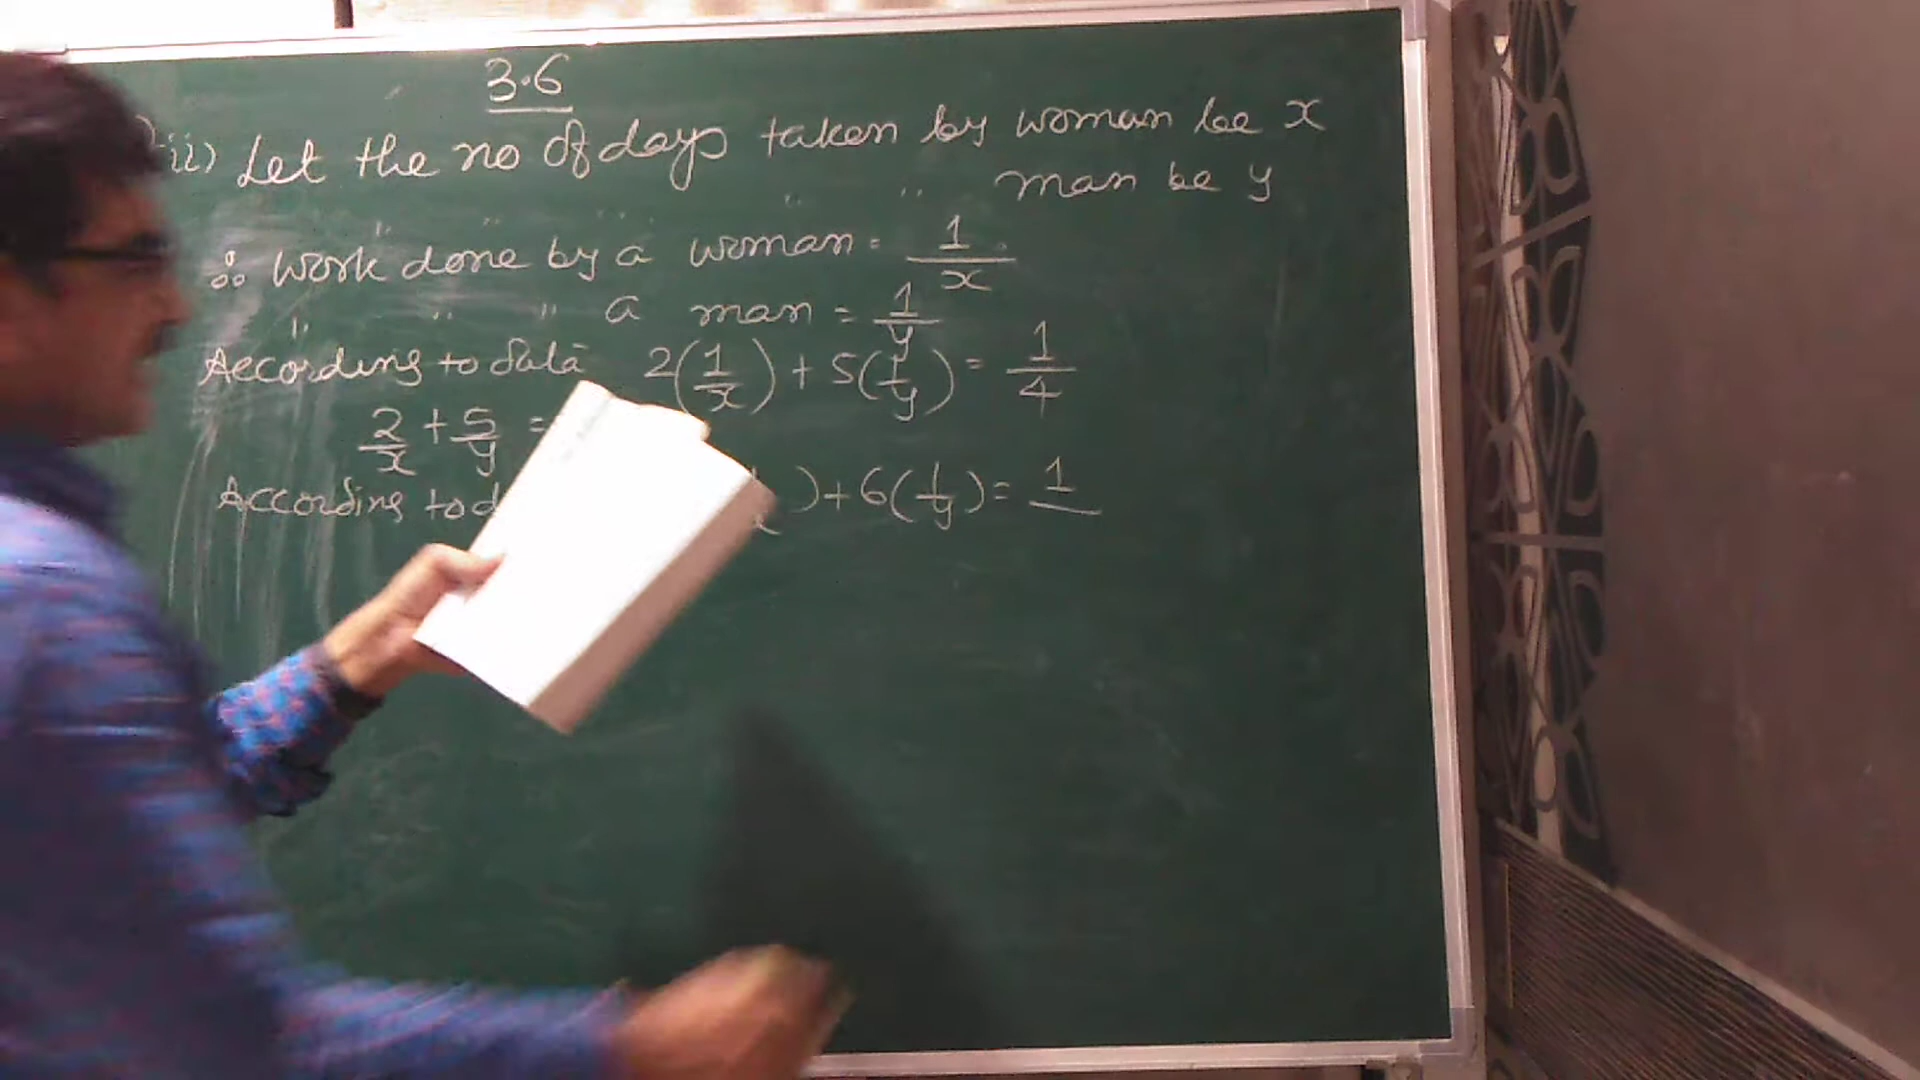 3.6
ii) Let the no of days taken by woman be x
" " " " " man be y
∴ work done by a woman = 1/x
" " " a man = 1/y
According to data 2(1/x) + 5(1/y) = 1/4
2/x + 5/y =
According to d )+6(1/y) = 1